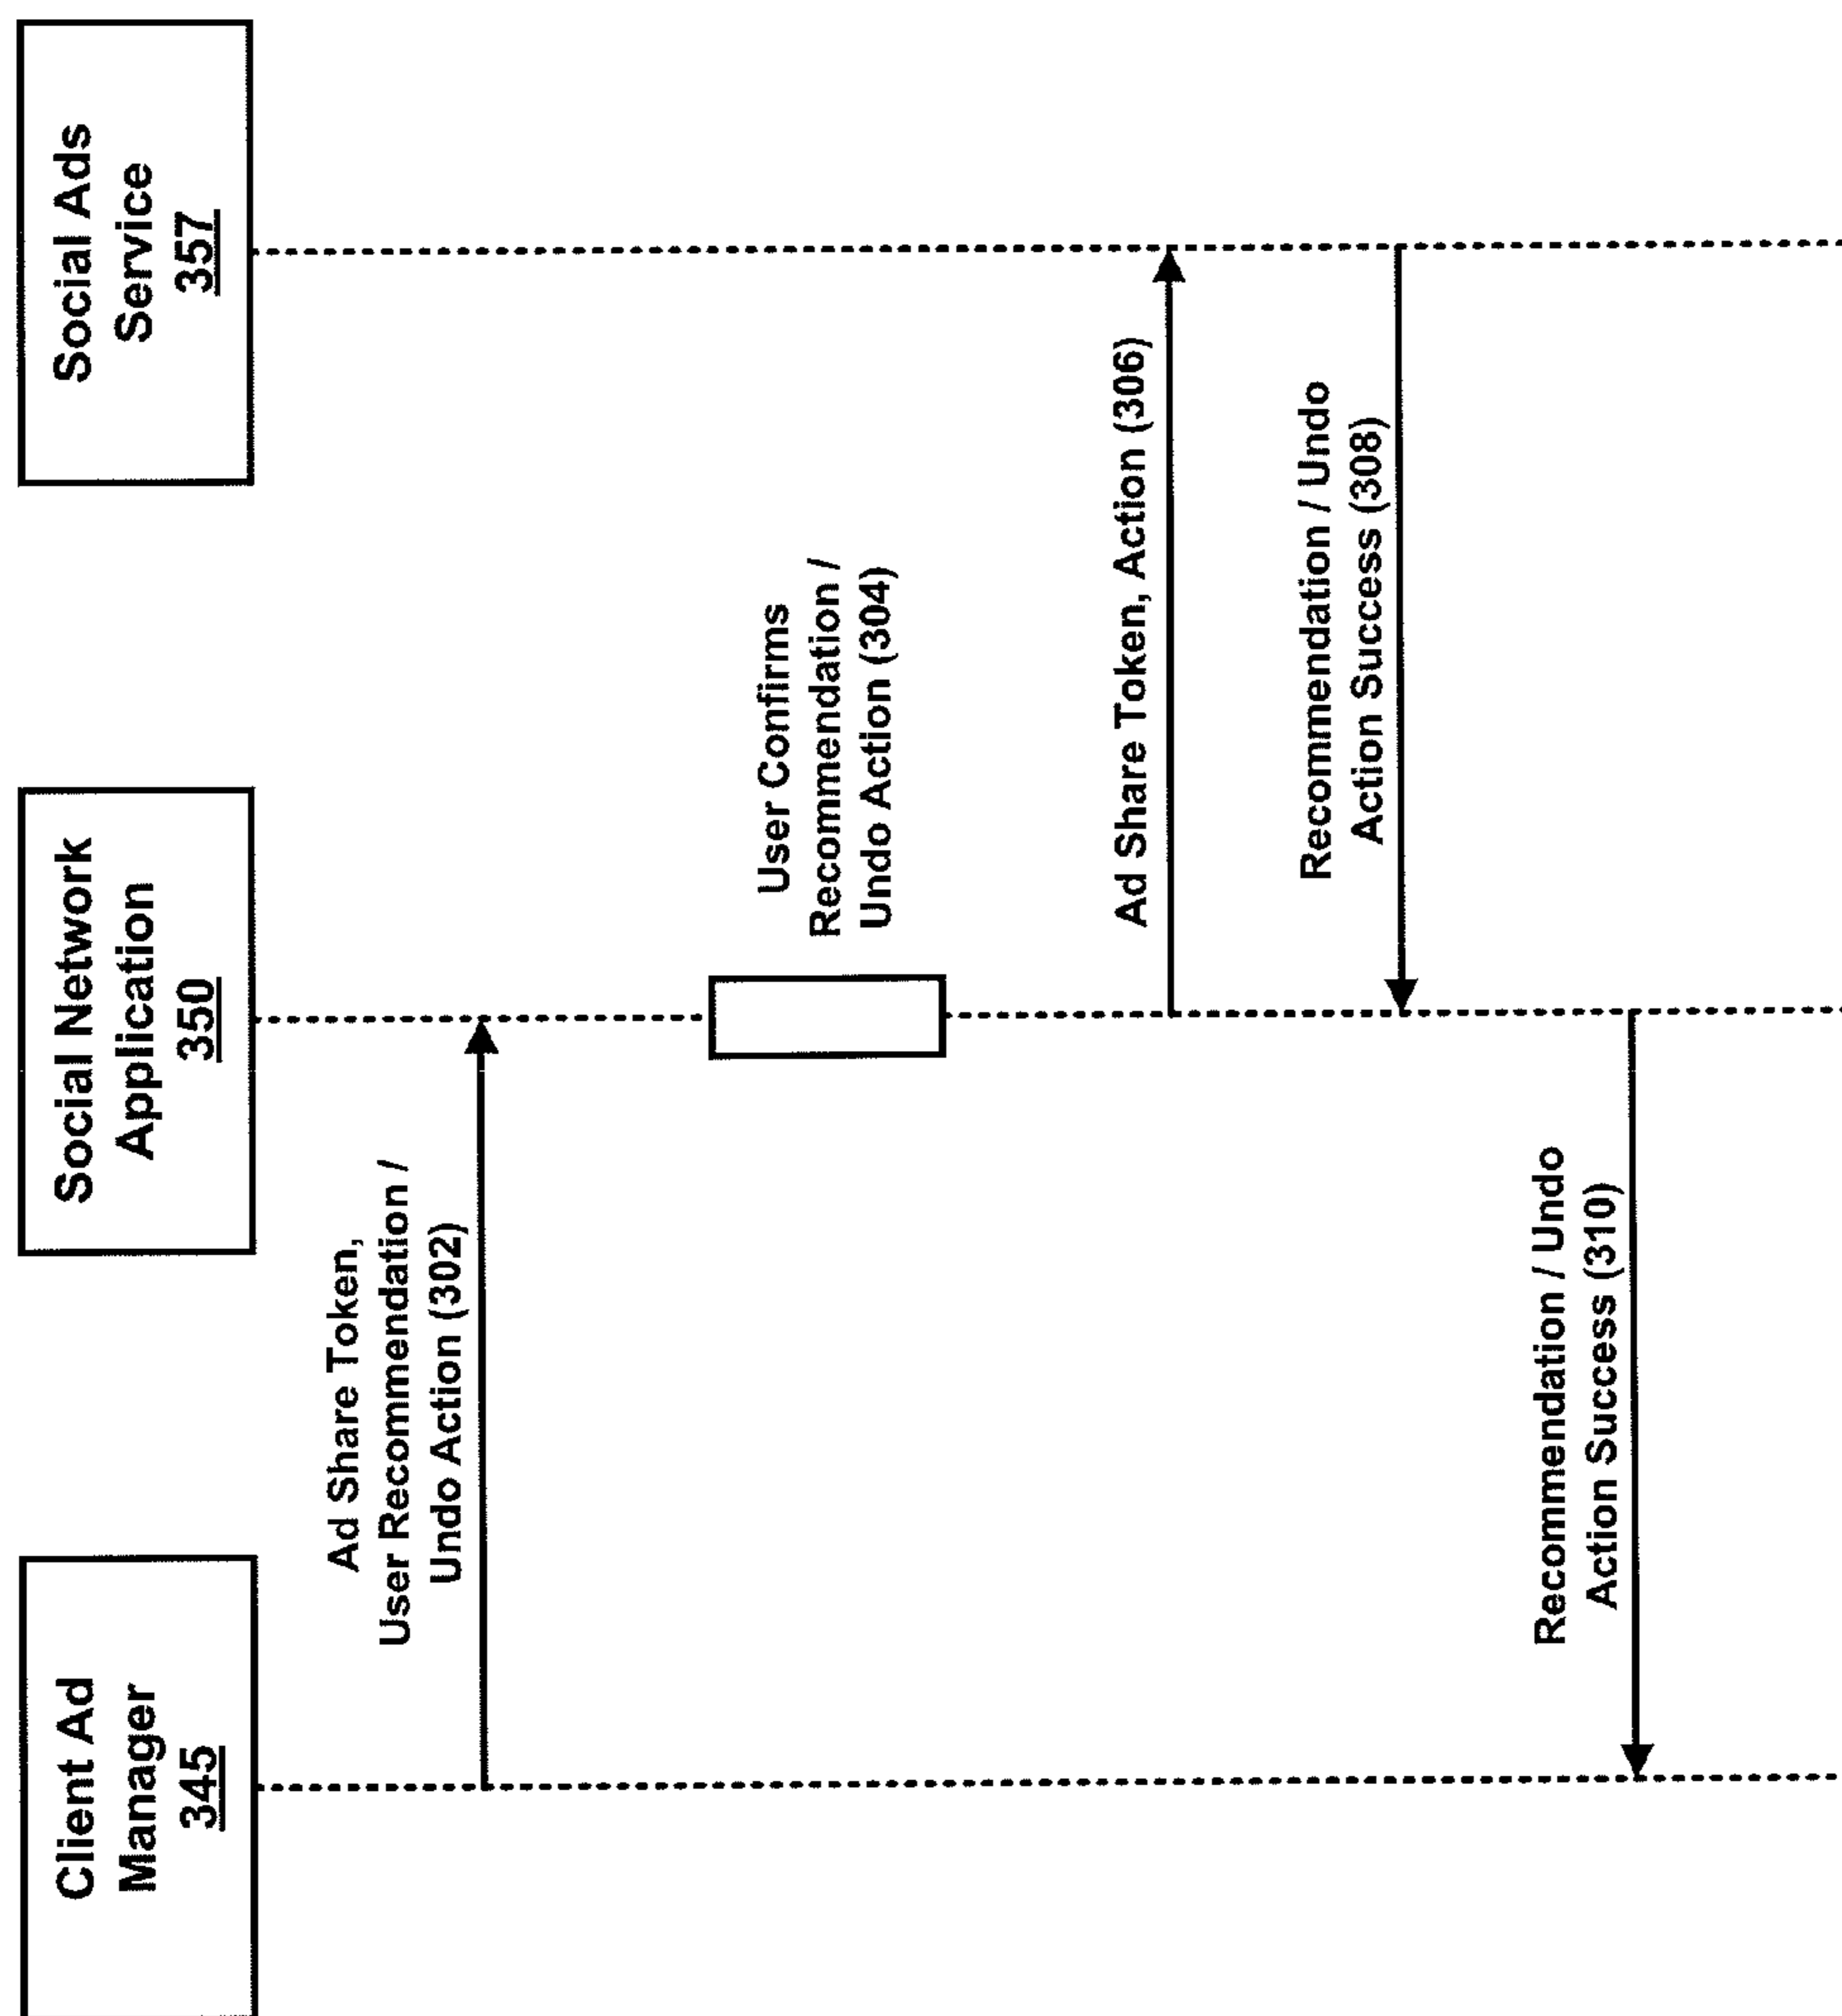 Client Ad
Manager
345
Social Network
Application
350
Social Ads
Service
357
Ad Share Token,
User Recommendation /
Undo Action (302)
User Confirms
Recommendation /
Undo Action (304)
Ad Share Token, Action (306)
Recommendation / Undo
Action Success (308)
Recommendation / Undo
Action Success (310)